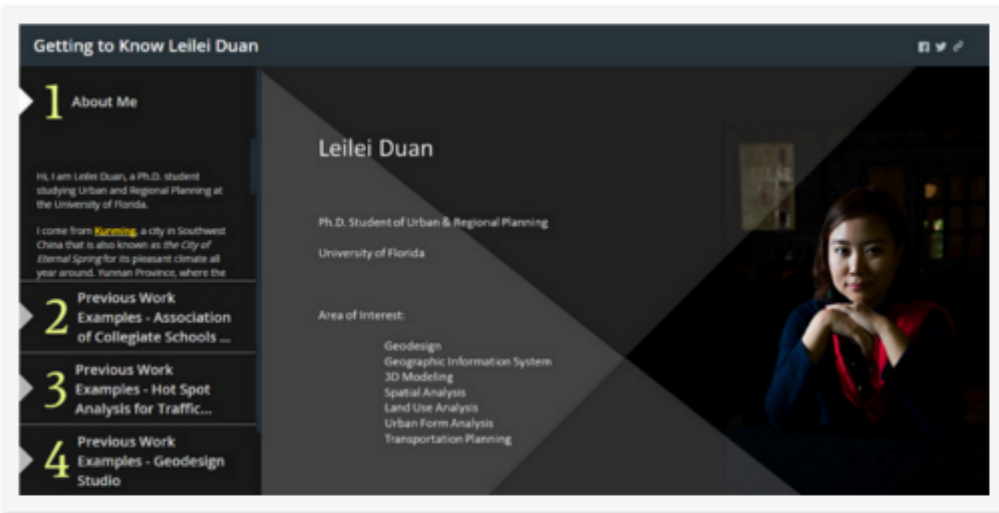 Getting to Know Leilei Duan
1
About Me
Hi, I am Leilei Duan, a Ph.D. student
studying Urban and Regional Planning at
the University of Florida.
I come from Kunming, a city in Southwest
China that is also known as the City of
Eternal Spring for its pleasant climate all
year around. Yunnan Province, where the
2
Previous Work
Examples - Association
of Collegiate Schools ...
3
Previous Work
Examples - Hot Spot
Analysis for Traffic...
4
Previous Work
Examples - Geodesign
Studio
Leilei Duan
Ph.D. Student of Urban & Regional Planning
University of Florida
Area of Interest:
Geodesign
Geographic Information System
3D Modeling
Spatial Analysis
Land Use Analysis
Urban Form Analysis
Transportation Planning